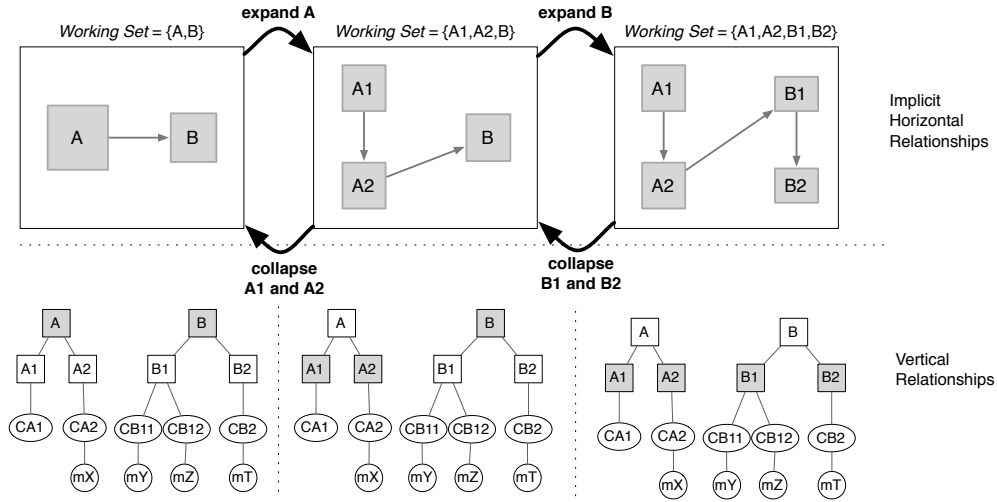 expand A
expand B
Working Set = {A,B}
Working Set = {A1,A2,B}
Working Set = {A1,A2,B1,B2}
A
B
A1
A2
B
A1
A2
B1
B2
Implicit
Horizontal
Relationships
collapse
A1 and A2
collapse
B1 and B2
A
B
A1
A2
B1
B2
CA1
CA2
CB11
CB12
CB2
mX
mY
mZ
mT
A
B
A1
A2
B1
B2
CA1
CA2
CB11
CB12
CB2
mX
mY
mZ
mT
A
B
A1
A2
B1
B2
CA1
CA2
CB11
CB12
CB2
mX
mY
mZ
mT
Vertical
Relationships